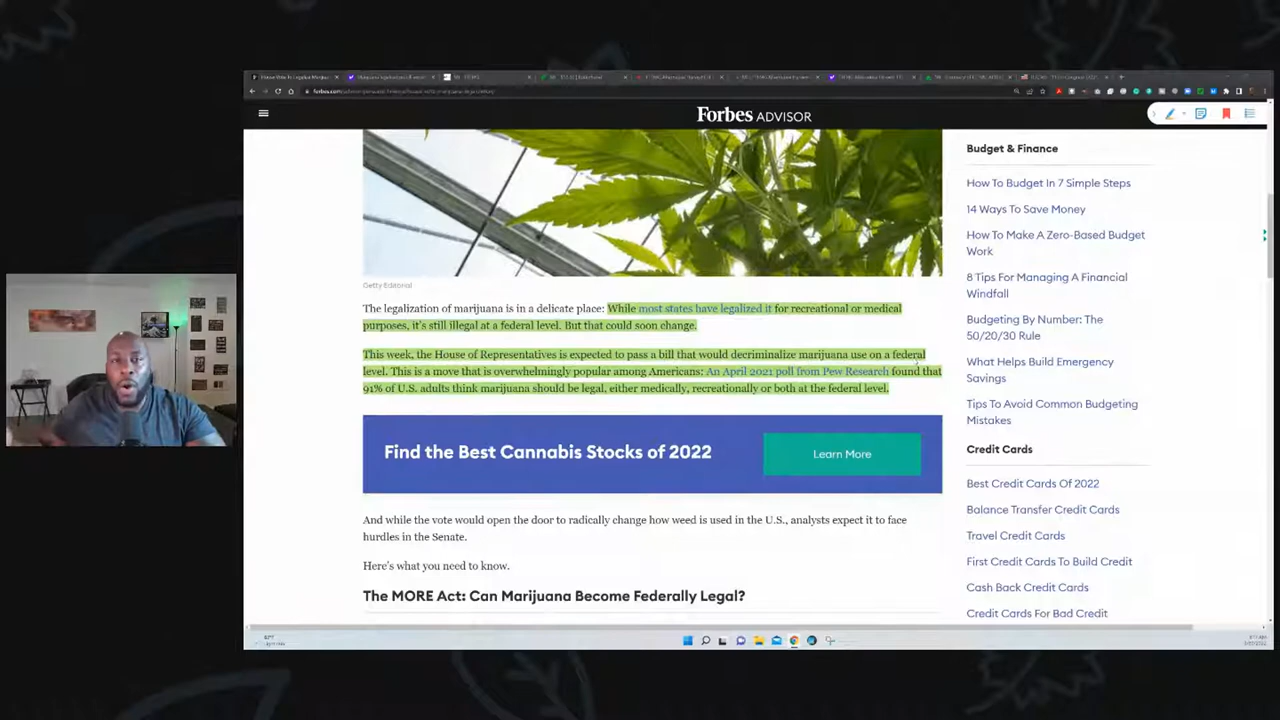 Forbes ADVISOR
Getty Editorial
The legalization of marijuana is in a delicate place: While most states have legalized it for recreational or medical
purposes, it's still illegal at a federal level. But that could soon change.
This week, the House of Representatives is expected to pass a bill that would decriminalize marijuana use on a federal
level. This is a move that is overwhelmingly popular among Americans: An April 2021 poll from Pew Research found that
91% of U.S. adults think marijuana should be legal, either medically, recreationally or both at the federal level.
Find the Best Cannabis Stocks of 2022
Learn More
And while the vote would open the door to radically change how weed is used in the U.S., analysts expect it to face
hurdles in the Senate.
Here's what you need to know.
The MORE Act: Can Marijuana Become Federally Legal?
Budget & Finance
How To Budget In 7 Simple Steps
14 Ways To Save Money
How To Make A Zero-Based Budget
Work
8 Tips For Managing A Financial
Windfall
Budgeting By Number: The
50/20/30 Rule
What Helps Build Emergency
Savings
Tips To Avoid Common Budgeting
Mistakes
Credit Cards
Best Credit Cards Of 2022
Balance Transfer Credit Cards
Travel Credit Cards
First Credit Cards To Build Credit
Cash Back Credit Cards
Credit Cards For Bad Credit